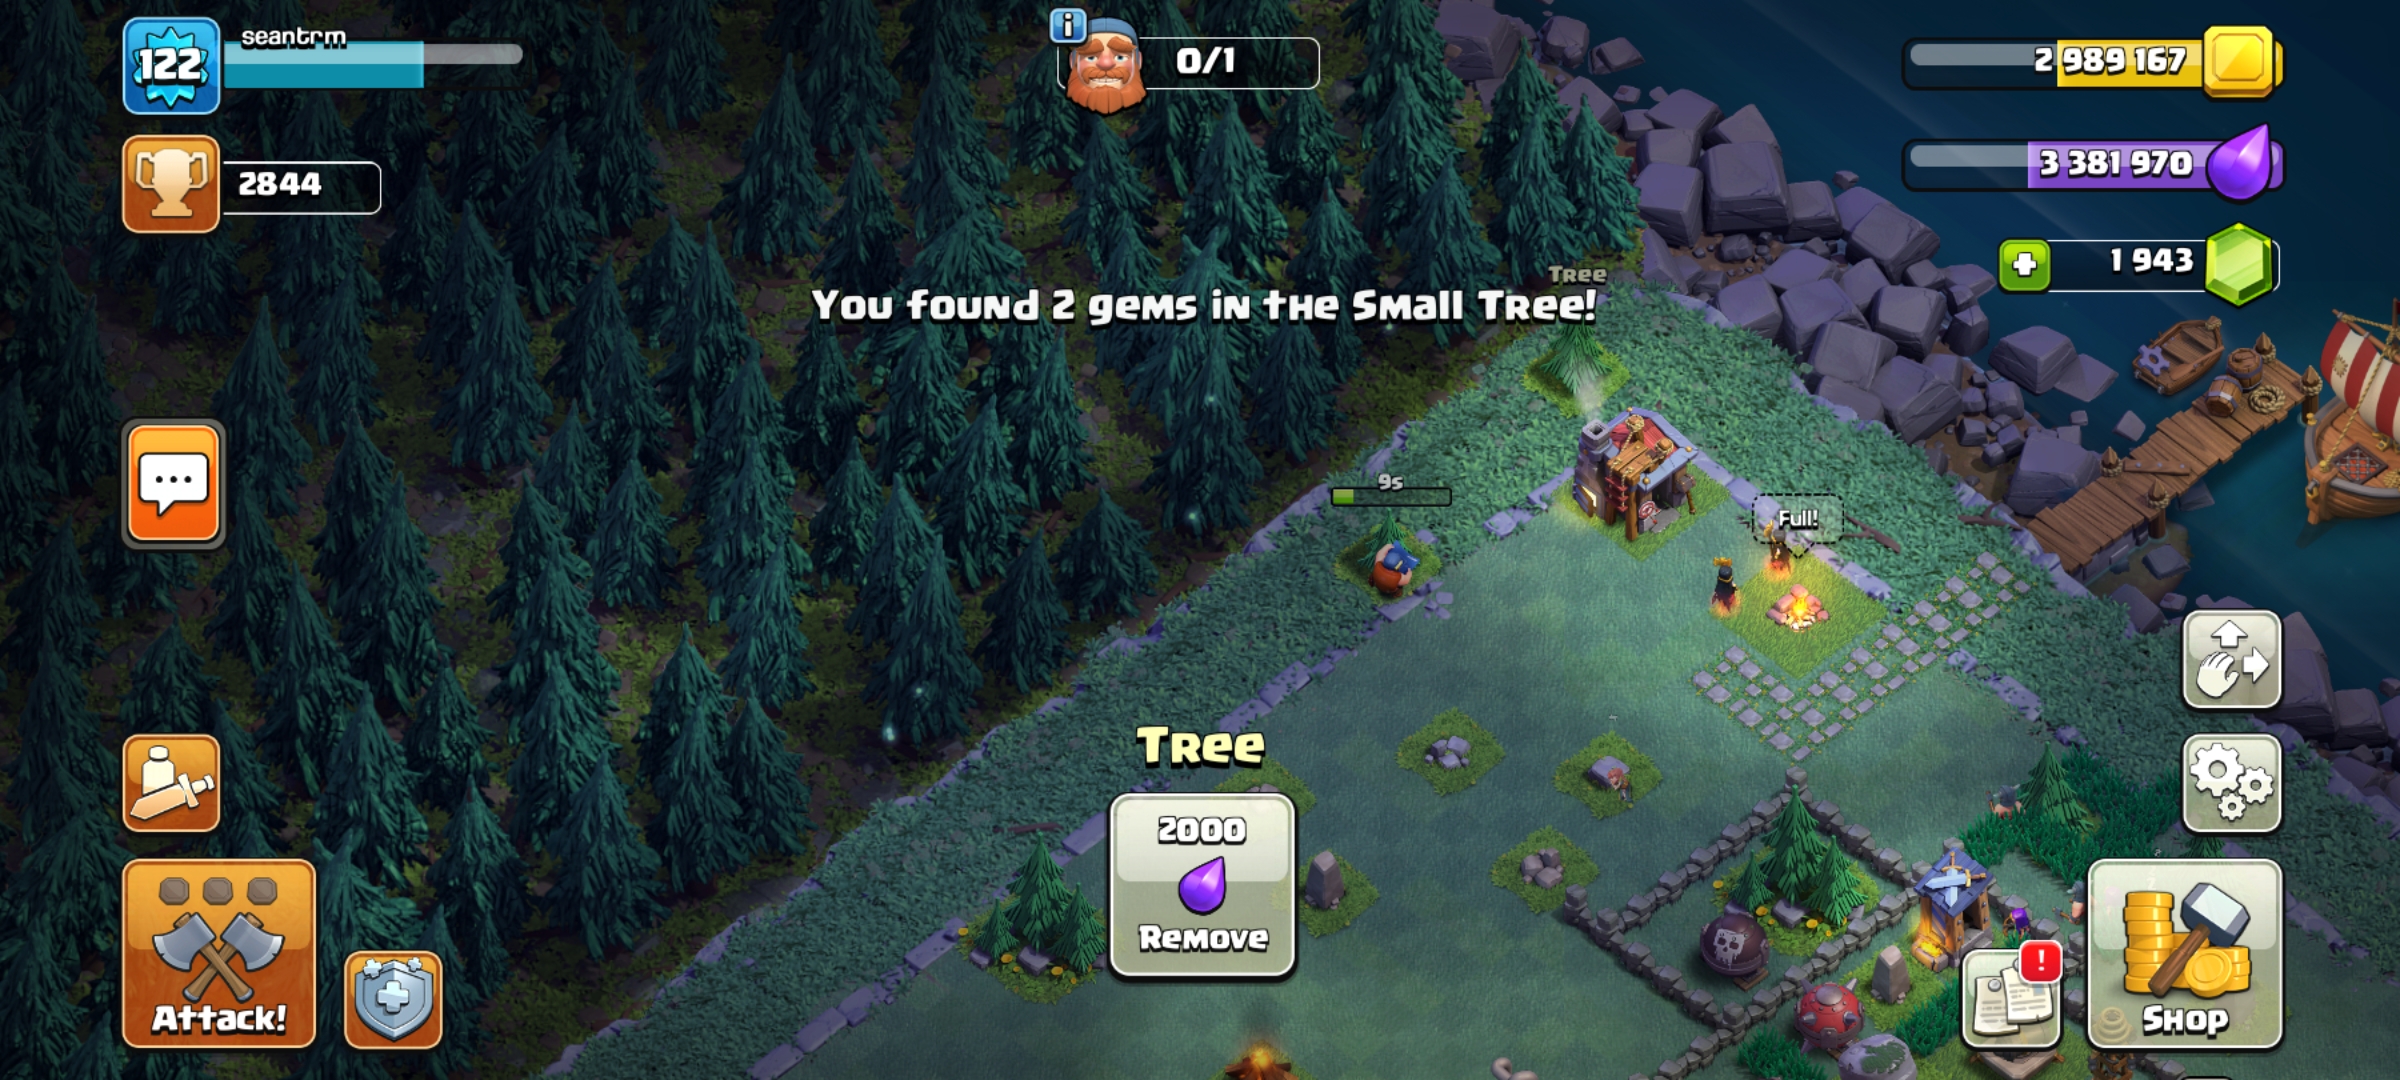 122
seantrm
0/1
2 989 167
2844
3 381 970
1 943
Tree
You found 2 gems in the Small Tree!
9s
Full!
Tree
2000
Remove
Attack!
!
Shop